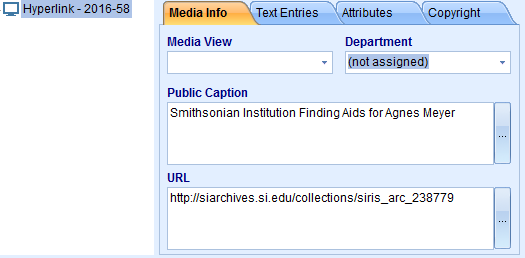 Hyperlink - 2016-58
Media Info Text Entries Attributes Copyright
Media View Department
(not assigned)
Public Caption
Smithsonian Institution Finding Aids for Agnes Meyer
...
URL
http://siarchives.si.edu/collections/siris_arc_238779
...